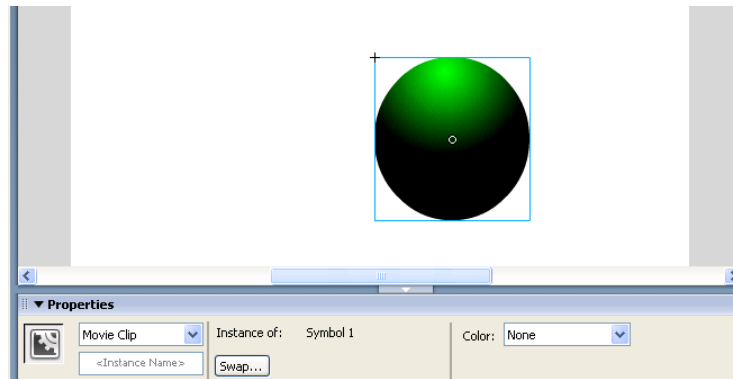 Properties
Movie Clip Instance of: Symbol 1 Color: None
<Instance Name> Swap...